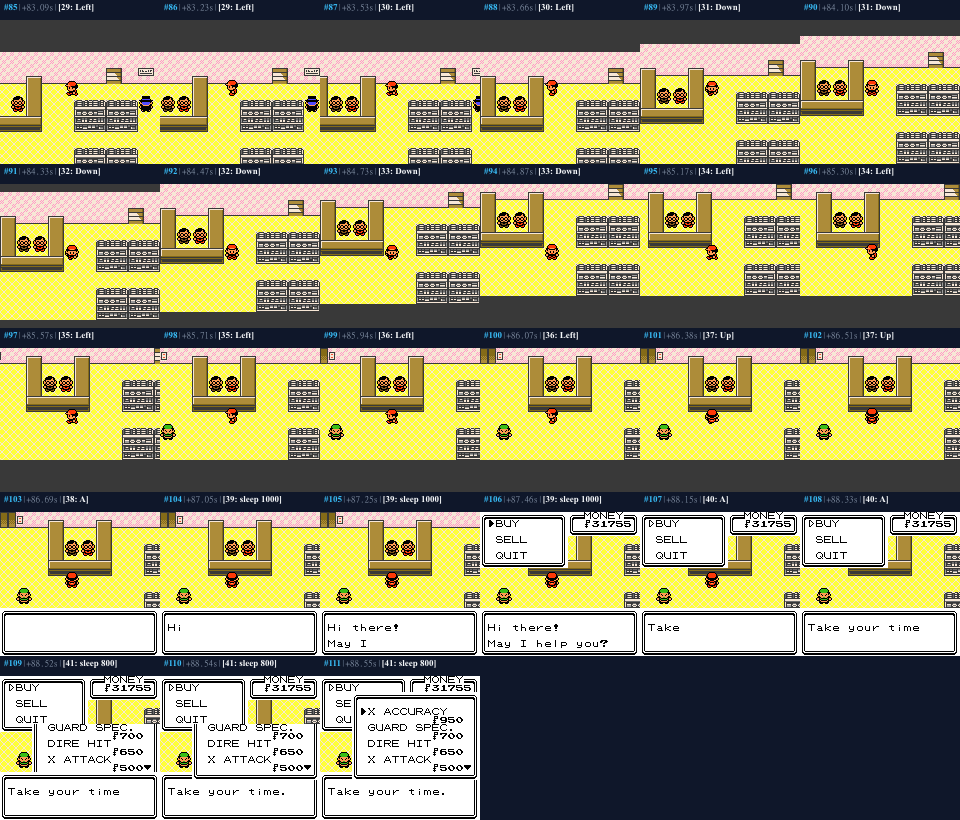 #85|+83.09s|[29: Left]
#86|+83.23s|[29: Left]
#87|+83.53s|[30: Left]
#88|+83.66s|[30: Left]
#89|+83.97s|[31: Down]
#90|+84.10s|[31: Down]
#91|+84.33s|[32: Down]
#92|+84.47s|[32: Down]
#93|+84.73s|[33: Down]
#94|+84.87s|[33: Down]
#95|+85.17s|[34: Left]
#96|+85.30s|[34: Left]
#97|+85.57s|[35: Left]
#98|+85.71s|[35: Left]
#99|+85.94s|[36: Left]
#100|+86.07s|[36: Left]
#101|+86.38s|[37: Up]
#102|+86.51s|[37: Up]
#103|+86.69s|[38: A]
#104|+87.05s|[39: sleep 1000]
#105|+87.25s|[39: sleep 1000]
#106|+87.46s|[39: sleep 1000]
#107|+88.15s|[40: A]
#108|+88.33s|[40: A]
Hi
Hi there!
May I
BUY
SELL
QUIT
MONEY
₽31755
Hi there!
May I help you?
BUY
SELL
QUIT
MONEY
₽31755
Take
BUY
SELL
QUIT
MONEY
₽31755
Take your time
#109|+88.52s|[41: sleep 800]
#110|+88.54s|[41: sleep 800]
#111|+88.55s|[41: sleep 800]
BUY
SELL
QUIT
MONEY
₽31755
GUARD SPEC.
₽700
DIRE HIT
₽650
X ATTACK
₽500▼
Take your time
BUY
SELL
QUIT
MONEY
₽31755
GUARD SPEC.
₽700
DIRE HIT
₽650
X ATTACK
₽500▼
Take your time.
BUY
MONEY
₽31755
X ACCURACY
₽950
GUARD SPEC.
₽700
DIRE HIT
₽650
X ATTACK
₽500▼
Take your time.